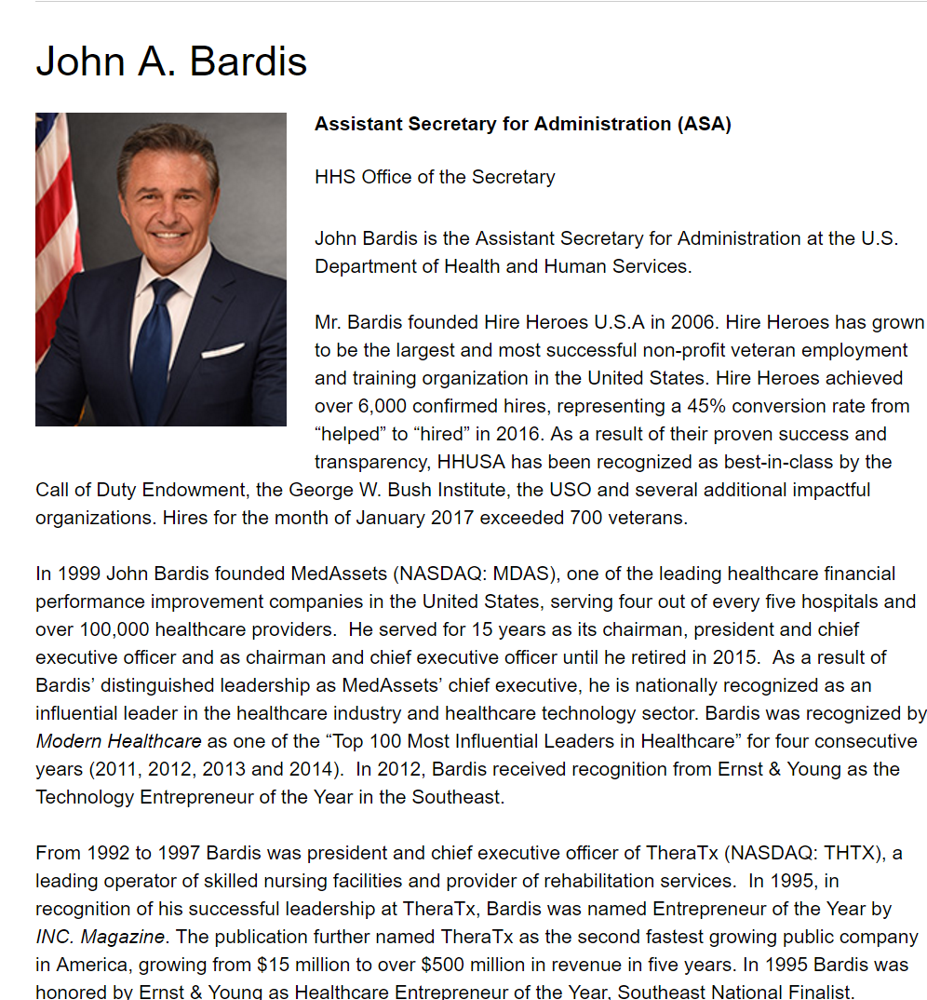 John A. Bardis
Assistant Secretary for Administration (ASA)
HHS Office of the Secretary
John Bardis is the Assistant Secretary for Administration at the U.S.
Department of Health and Human Services.
Mr. Bardis founded Hire Heroes U.S.A in 2006. Hire Heroes has grown
to be the largest and most successful non-profit veteran employment
and training organization in the United States. Hire Heroes achieved
over 6,000 confirmed hires, representing a 45% conversion rate from
“helped” to “hired” in 2016. As a result of their proven success and
transparency, HHUSA has been recognized as best-in-class by the
Call of Duty Endowment, the George W. Bush Institute, the USO and several additional impactful
organizations. Hires for the month of January 2017 exceeded 700 veterans.
In 1999 John Bardis founded MedAssets (NASDAQ: MDAS), one of the leading healthcare financial
performance improvement companies in the United States, serving four out of every five hospitals and
over 100,000 healthcare providers.  He served for 15 years as its chairman, president and chief
executive officer and as chairman and chief executive officer until he retired in 2015.  As a result of
Bardis’ distinguished leadership as MedAssets’ chief executive, he is nationally recognized as an
influential leader in the healthcare industry and healthcare technology sector. Bardis was recognized by
Modern Healthcare as one of the “Top 100 Most Influential Leaders in Healthcare” for four consecutive
years (2011, 2012, 2013 and 2014).  In 2012, Bardis received recognition from Ernst & Young as the
Technology Entrepreneur of the Year in the Southeast.
From 1992 to 1997 Bardis was president and chief executive officer of TheraTx (NASDAQ: THTX), a
leading operator of skilled nursing facilities and provider of rehabilitation services.  In 1995, in
recognition of his successful leadership at TheraTx, Bardis was named Entrepreneur of the Year by
INC. Magazine. The publication further named TheraTx as the second fastest growing public company
in America, growing from $15 million to over $500 million in revenue in five years. In 1995 Bardis was
honored by Ernst & Young as Healthcare Entrepreneur of the Year, Southeast National Finalist.